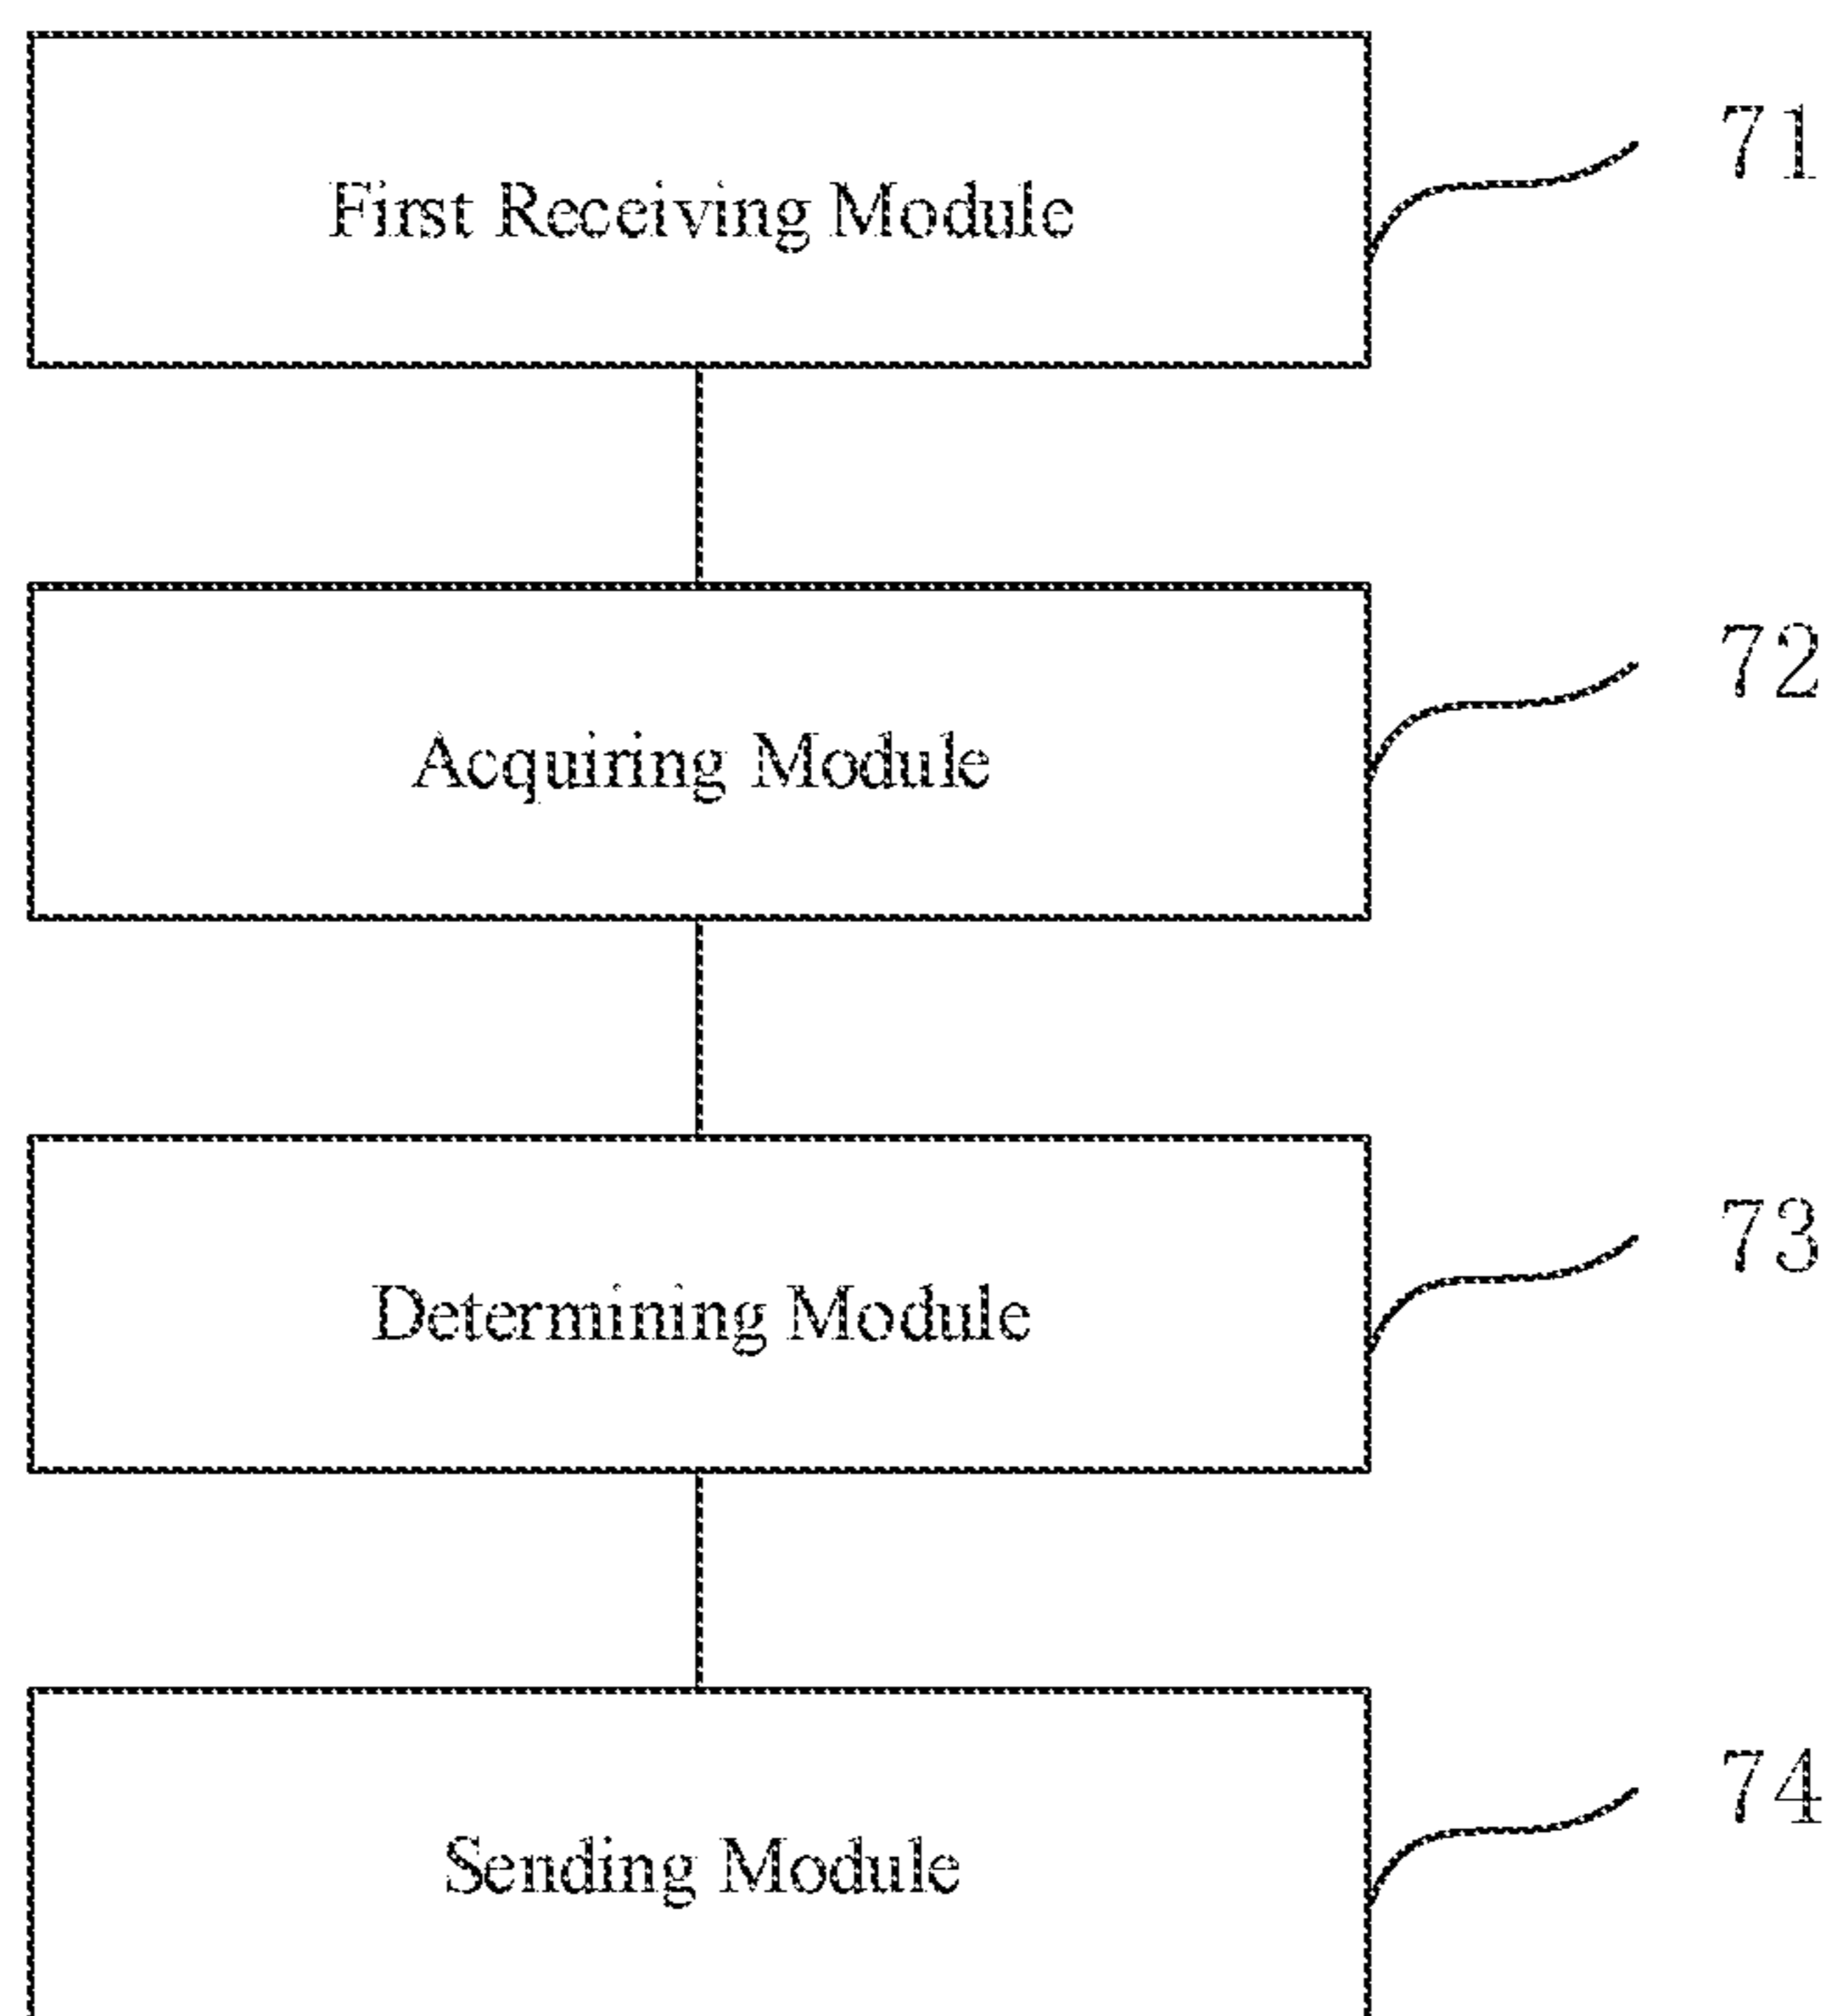 First Receiving Module
71
Acquiring Module
72
Determining Module
73
Sending Module
74